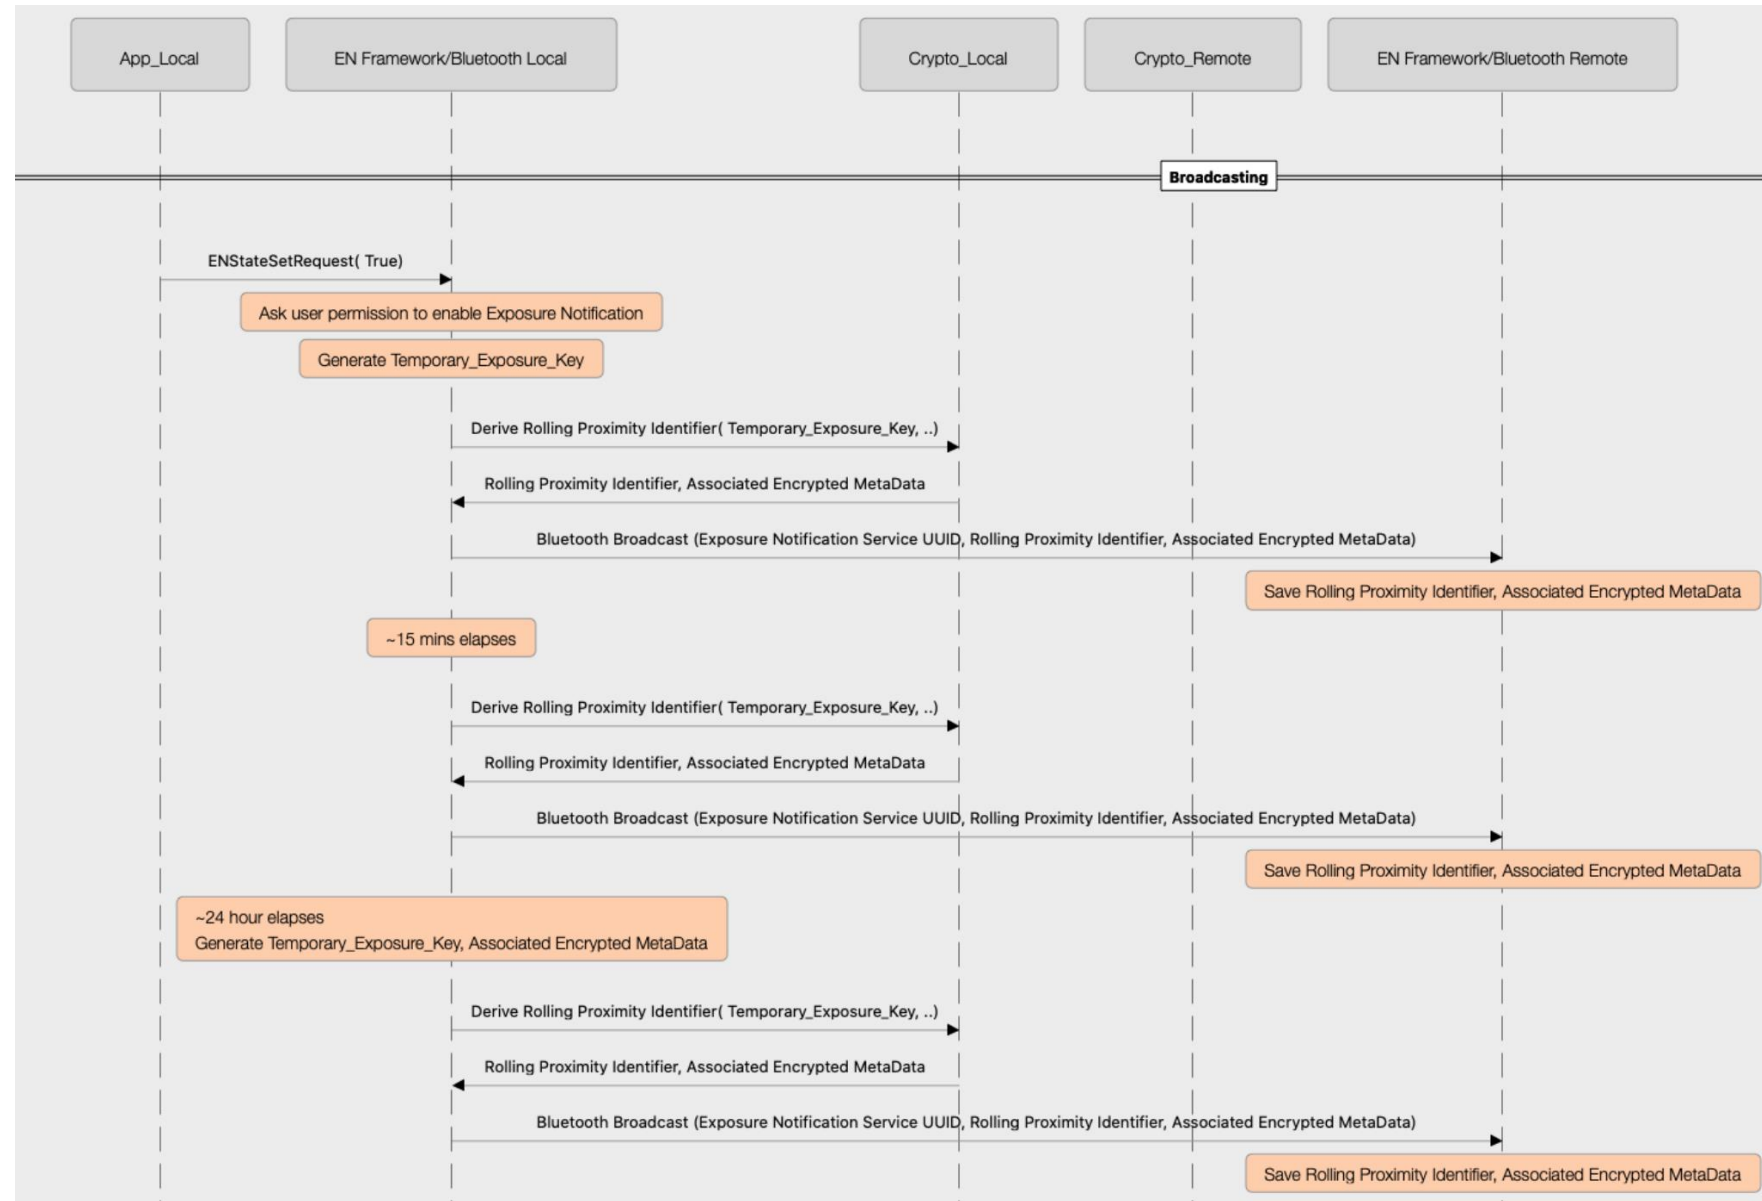 App_Local
EN Framework/Bluetooth Local
Crypto_Local
Crypto_Remote
EN Framework/Bluetooth Remote
Broadcasting
ENStateSetRequest( True)
Ask user permission to enable Exposure Notification
Generate Temporary_Exposure_Key
Derive Rolling Proximity Identifier( Temporary_Exposure_Key, ..)
Rolling Proximity Identifier, Associated Encrypted MetaData
Bluetooth Broadcast (Exposure Notification Service UUID, Rolling Proximity Identifier, Associated Encrypted MetaData)
Save Rolling Proximity Identifier, Associated Encrypted MetaData
~15 mins elapses
Derive Rolling Proximity Identifier( Temporary_Exposure_Key, ..)
Rolling Proximity Identifier, Associated Encrypted MetaData
Bluetooth Broadcast (Exposure Notification Service UUID, Rolling Proximity Identifier, Associated Encrypted MetaData)
Save Rolling Proximity Identifier, Associated Encrypted MetaData
~24 hour elapses
Generate Temporary_Exposure_Key, Associated Encrypted MetaData
Derive Rolling Proximity Identifier( Temporary_Exposure_Key, ..)
Rolling Proximity Identifier, Associated Encrypted MetaData
Bluetooth Broadcast (Exposure Notification Service UUID, Rolling Proximity Identifier, Associated Encrypted MetaData)
Save Rolling Proximity Identifier, Associated Encrypted MetaData